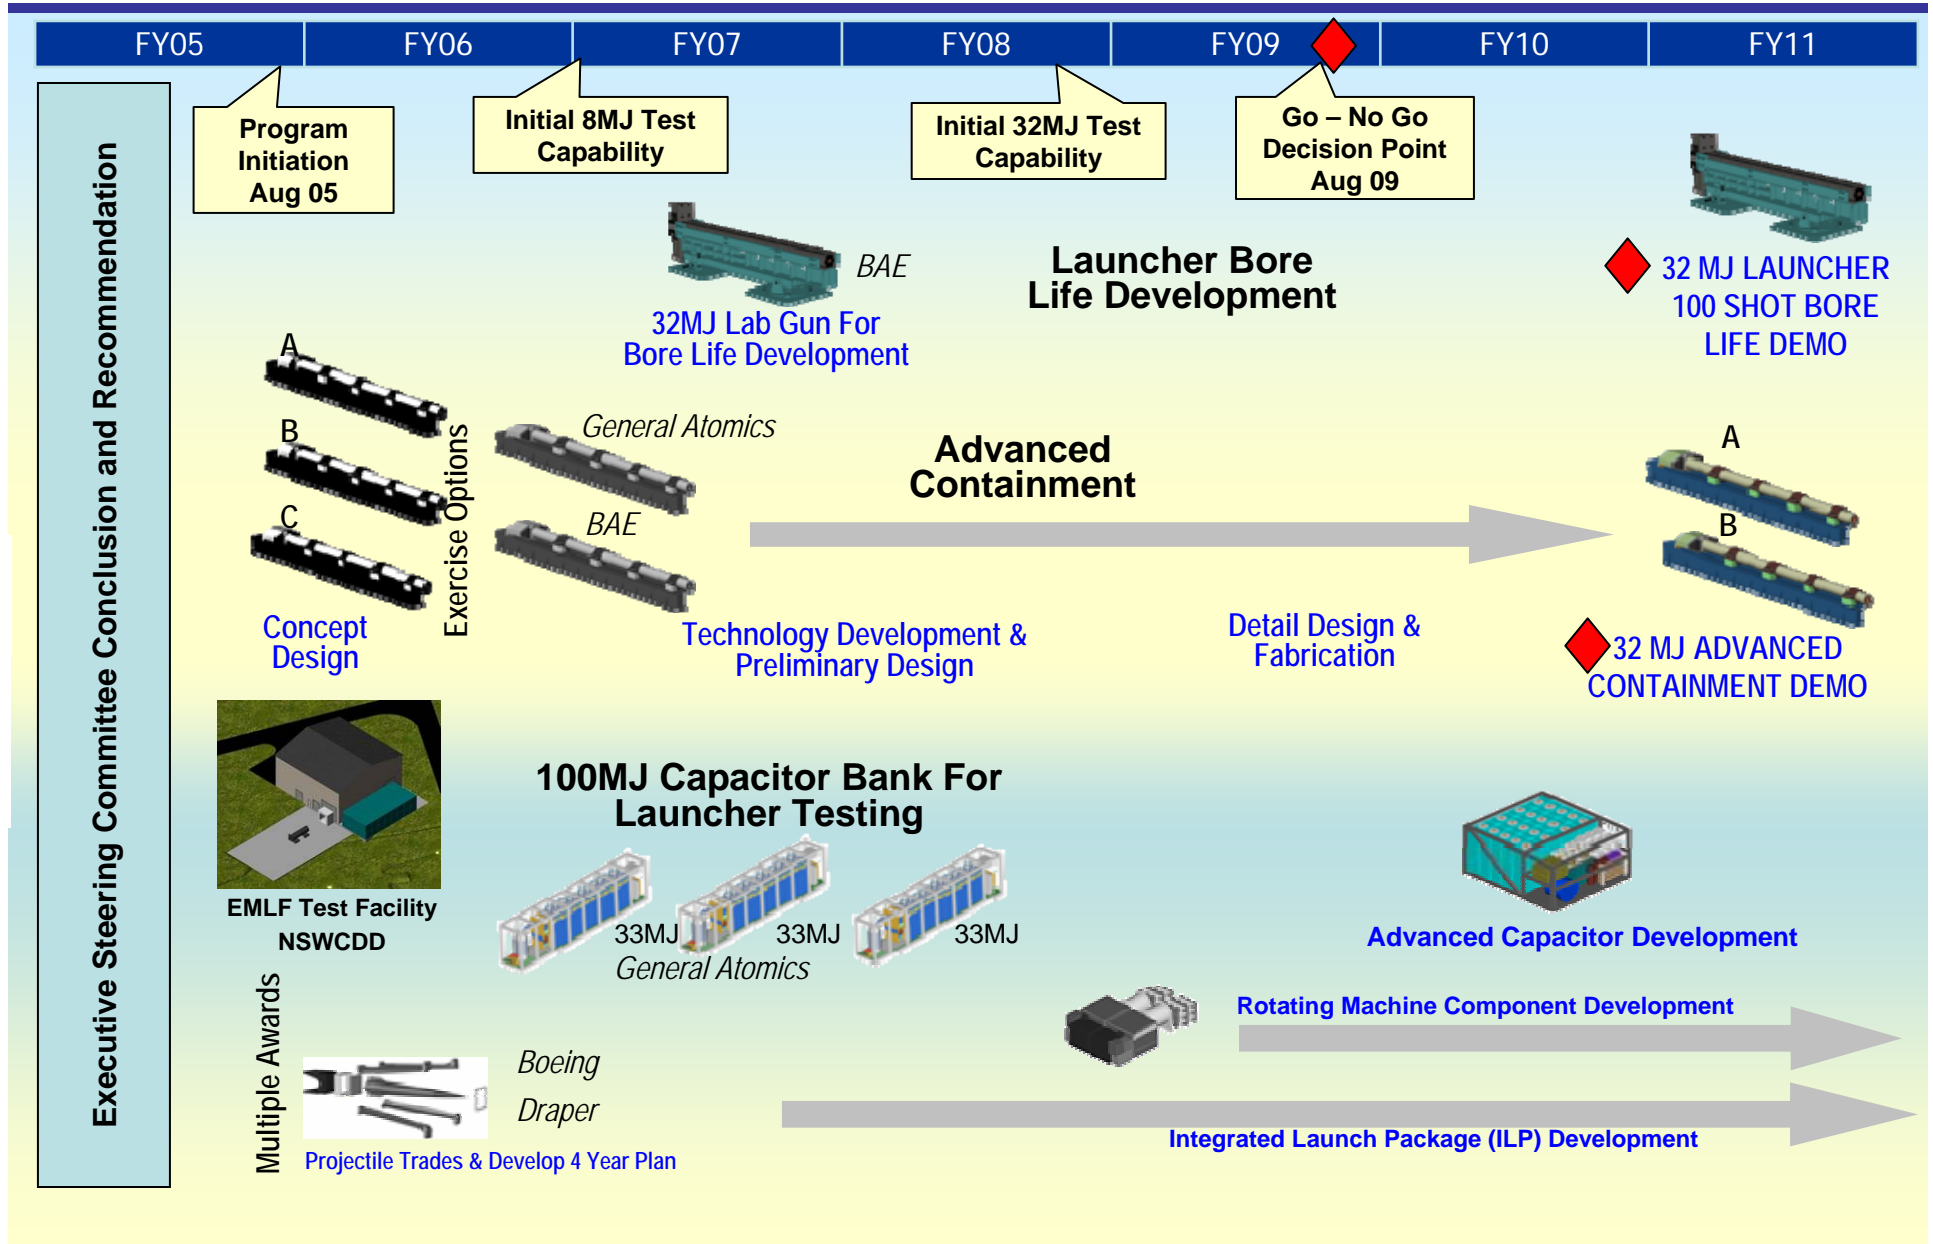 FY05
FY06
FY07
FY08
FY09
FY10
FY11
Executive Steering Committee Conclusion and Recommendation
Program
Initiation
Aug 05
Initial 8MJ Test
Capability
Initial 32MJ Test
Capability
Go – No Go
Decision Point
Aug 09
BAE
32MJ Lab Gun For
Bore Life Development
Launcher Bore
Life Development
32 MJ LAUNCHER
100 SHOT BORE
LIFE DEMO
A
B
C
Concept
Design
Exercise Options
General Atomics
BAE
Advanced
Containment
Technology Development &
Preliminary Design
Detail Design &
Fabrication
A
B
32 MJ ADVANCED
CONTAINMENT DEMO
EMLF Test Facility
NSWCDD
100MJ Capacitor Bank For
Launcher Testing
33MJ
33MJ
33MJ
General Atomics
Advanced Capacitor Development
Rotating Machine Component Development
Multiple Awards
Boeing
Draper
Projectile Trades & Develop 4 Year Plan
Integrated Launch Package (ILP) Development